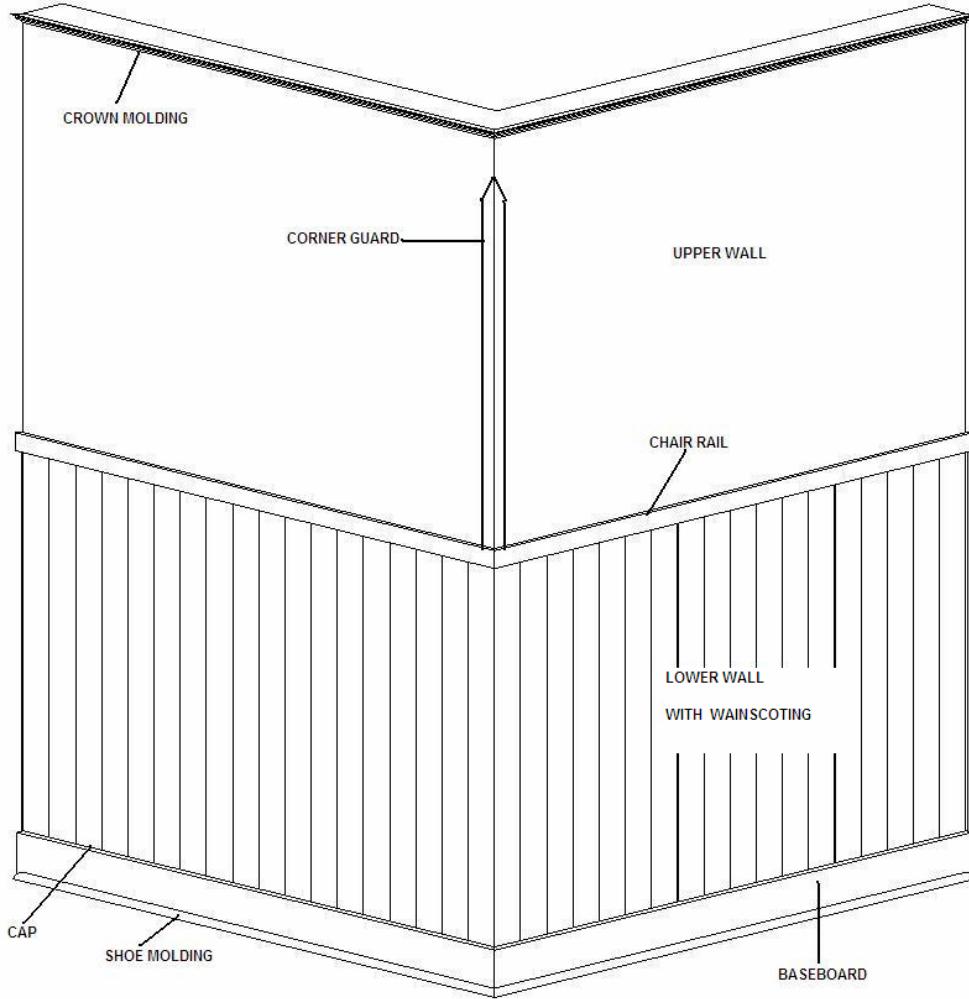 CROWN MOLDING
CORNER GUARD
UPPER WALL
CHAIR RAIL
LOWER WALL
WITH WAINSCOTING
CAP
SHOE MOLDING
BASEBOARD